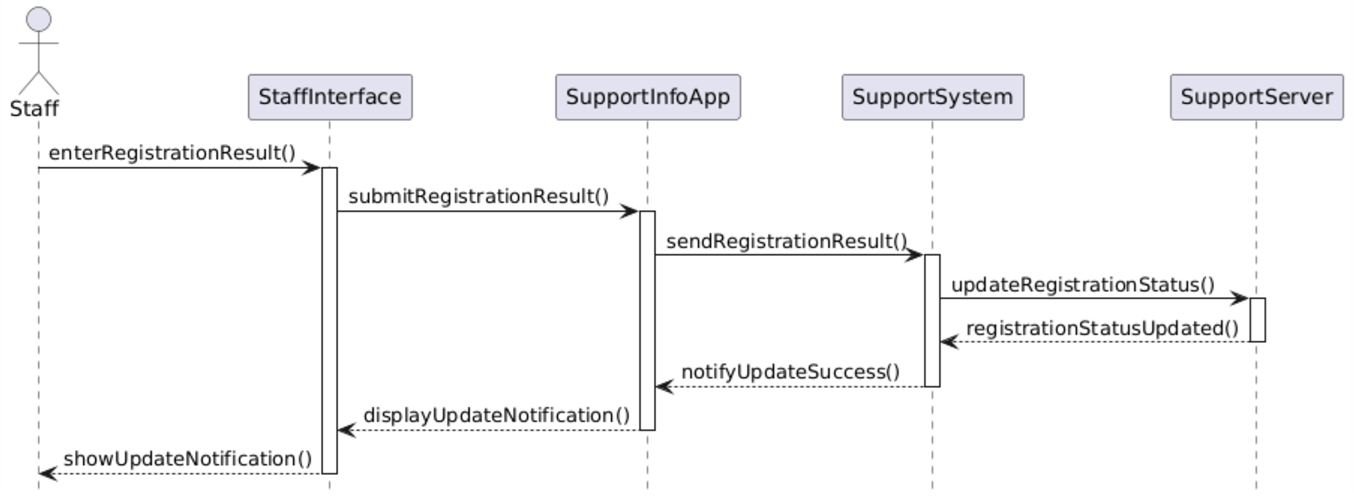 Staff
StaffInterface
SupportInfoApp
SupportSystem
SupportServer
enterRegistrationResult()
submitRegistrationResult()
sendRegistrationResult()
updateRegistrationStatus()
registrationStatusUpdated()
notifyUpdateSuccess()
displayUpdateNotification()
showUpdateNotification()